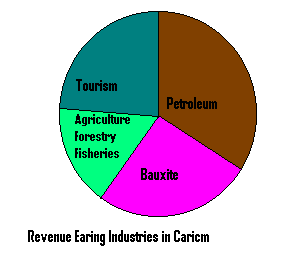 Tourism
Petroleum
Agriculture
Forestry
Fisheries
Bauxite
Revenue Earing Industries in Caricm